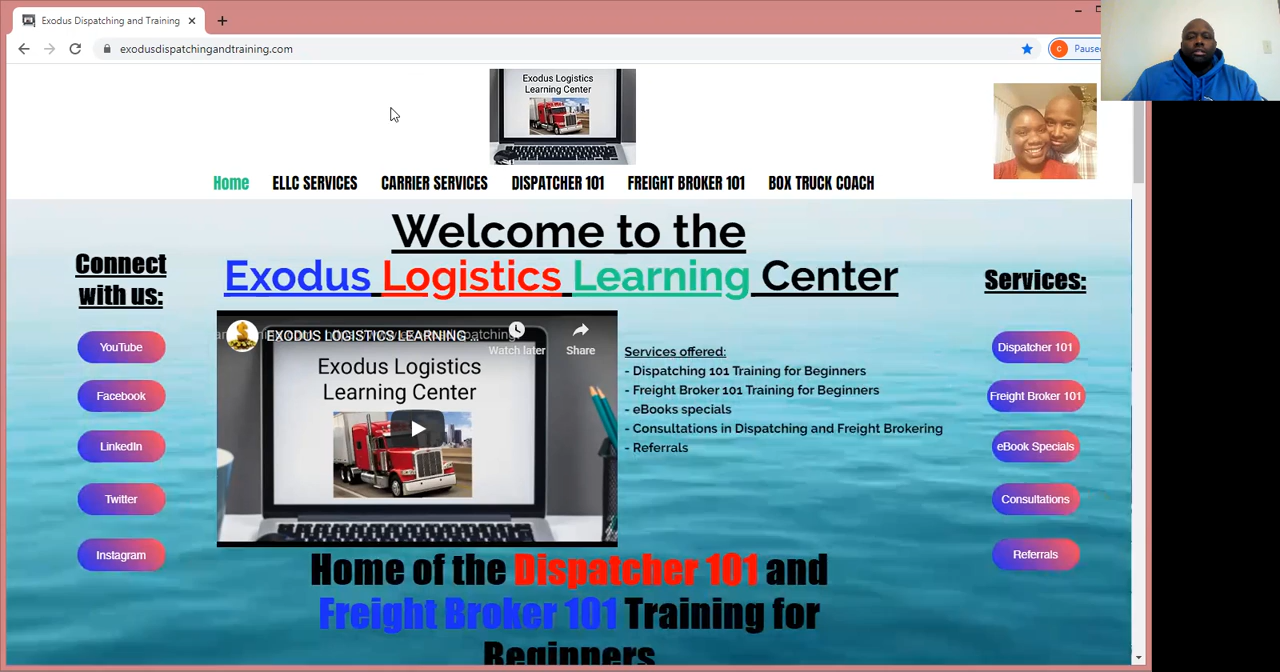 Exodus Dispatching and Training
exodusdispatchingandtraining.com
C Paused
Exodus Logistics
Learning Center
Home
ELLC SERVICES
CARRIER SERVICES
DISPATCHER 101
FREIGHT BROKER 101
BOX TRUCK COACH
Welcome to the
Exodus Logistics Learning Center
Connect
with us:
YouTube
Facebook
LinkedIn
Twitter
Instagram
EXODUS LOGISTICS LEARNING ...
Watch later
Share
Exodus Logistics
Learning Center
Services offered:
- Dispatching 101 Training for Beginners
- Freight Broker 101 Training for Beginners
- eBooks specials
- Consultations in Dispatching and Freight Brokering
- Referrals
Services:
Dispatcher 101
Freight Broker 101
eBook Specials
Consultations
Referrals
Home of the Dispatcher 101 and
Freight Broker 101 Training for
Beginners